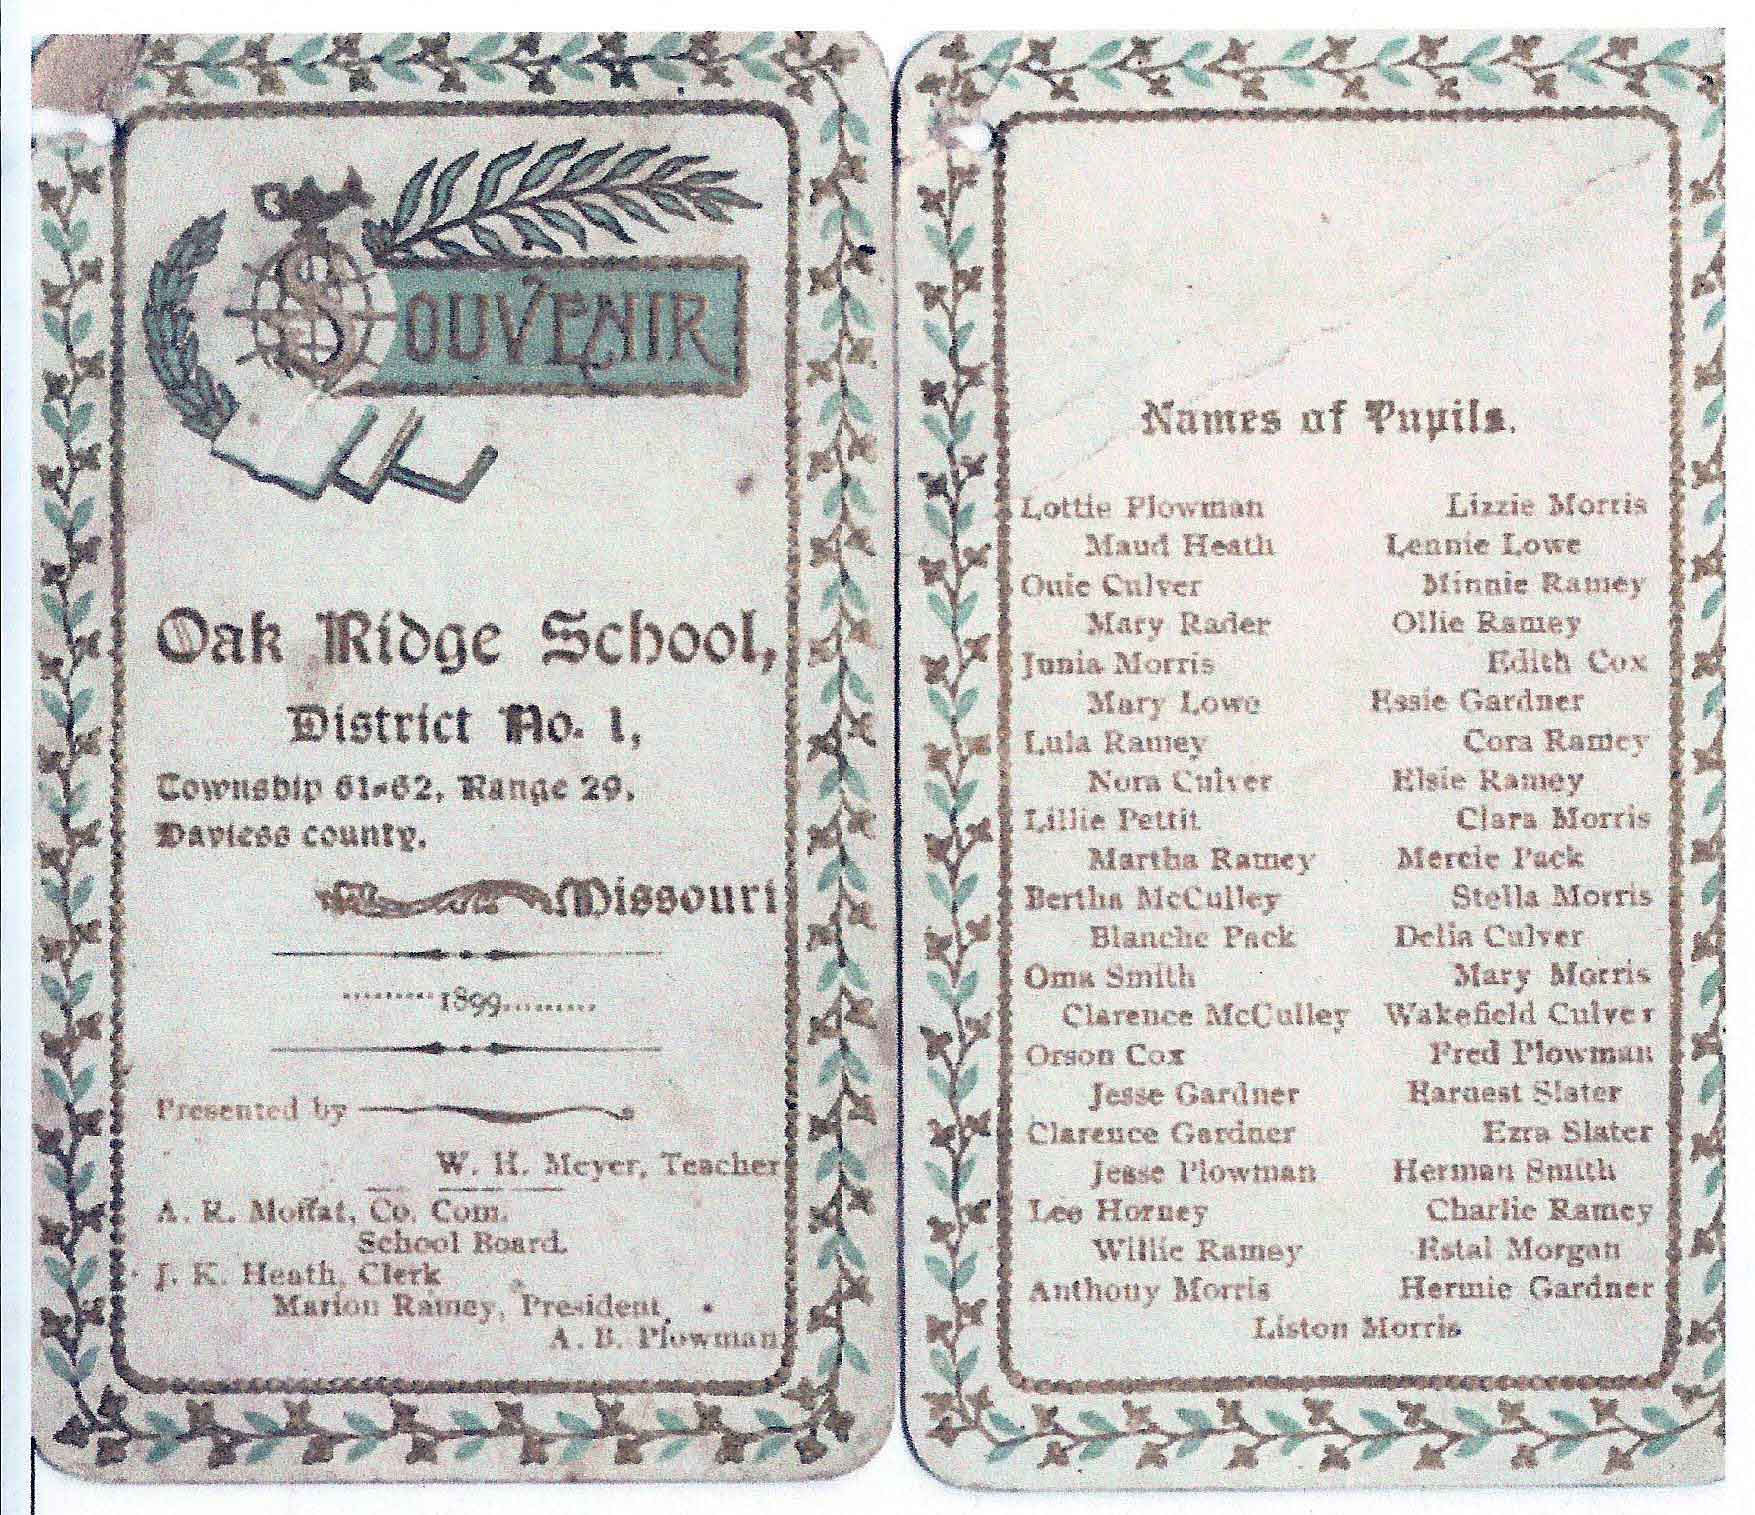 SOUVENIR
Oak Ridge School,
District No. 1,
Township 61-62, Range 29,
Daviess county,
Missouri
.........1899.........
Presented by
W. H. Meyer, Teacher
A. R. Moffat, Co. Com.
School Board.
J. K. Heath, Clerk
Marion Ramey, President
A. B. Plowman
Names of Pupils.
Lottie Plowman Lizzie Morris
Maud Heath Lennie Lowe
Ouie Culver Minnie Ramey
Mary Rader Ollie Ramey
Junia Morris Edith Cox
Mary Lowe Essie Gardner
Lula Ramey Cora Ramey
Nora Culver Elsie Ramey
Lillie Pettit Clara Morris
Martha Ramey Mercie Pack
Bertha McCulley Stella Morris
Blanche Pack Delia Culver
Oma Smith Mary Morris
Clarence McCulley Wakefield Culver
Orson Cox Fred Plowman
Jesse Gardner Earnest Slater
Clarence Gardner Ezra Slater
Jesse Plowman Herman Smith
Lee Horney Charlie Ramey
Willie Ramey Estal Morgan
Anthony Morris Hermie Gardner
Liston Morris